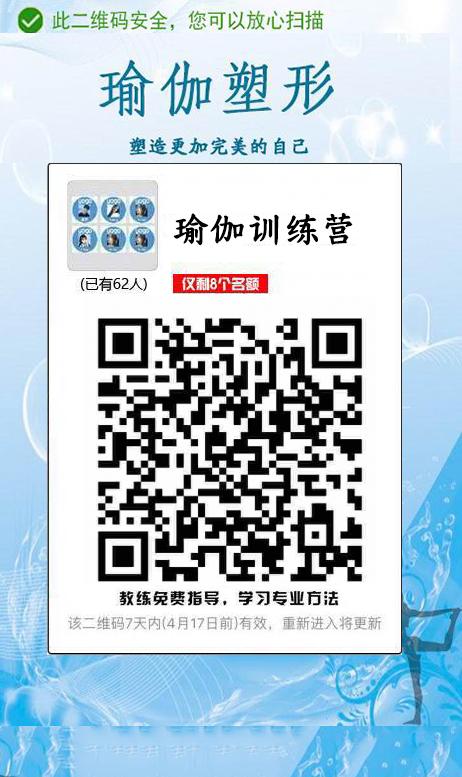 此二维码安全，您可以放心扫描
瑜伽塑形
塑造更加完美的自己
瑜伽训练营
(已有62人)
仅剩8个名额
教练免费指导，学习专业方法
该二维码7天内(4月17日前)有效，重新进入将更新